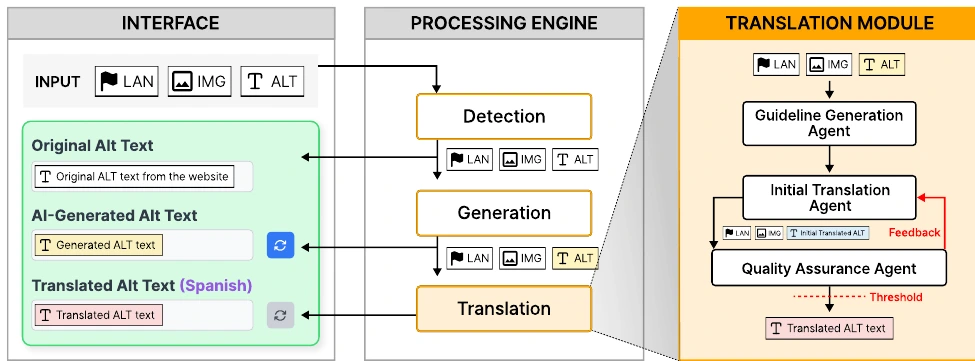 INTERFACE
INPUT LAN IMG ALT
Original Alt Text
Original ALT text from the website
AI-Generated Alt Text
Generated ALT text
Translated Alt Text (Spanish)
Translated ALT text
PROCESSING ENGINE
Detection
LAN IMG ALT
Generation
LAN IMG ALT
Translation
TRANSLATION MODULE
LAN IMG ALT
Guideline Generation
Agent
Initial Translation
Agent
LAN IMG Initial Translated ALT
Feedback
Quality Assurance Agent
Threshold
Translated ALT text